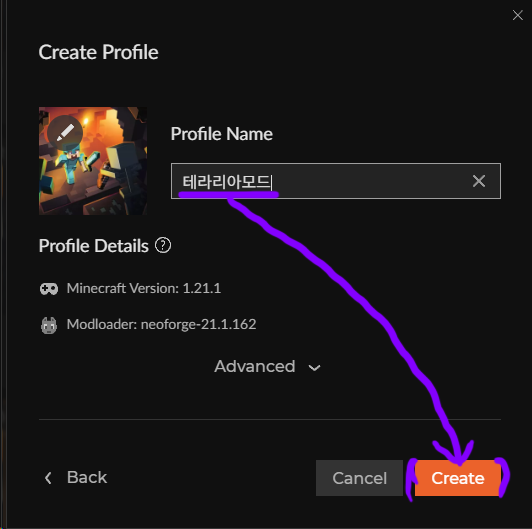 Create Profile
Profile Name
테라리아모드
Profile Details
Minecraft Version: 1.21.1
Modloader: neoforge-21.1.162
Advanced
Back
Cancel
Create